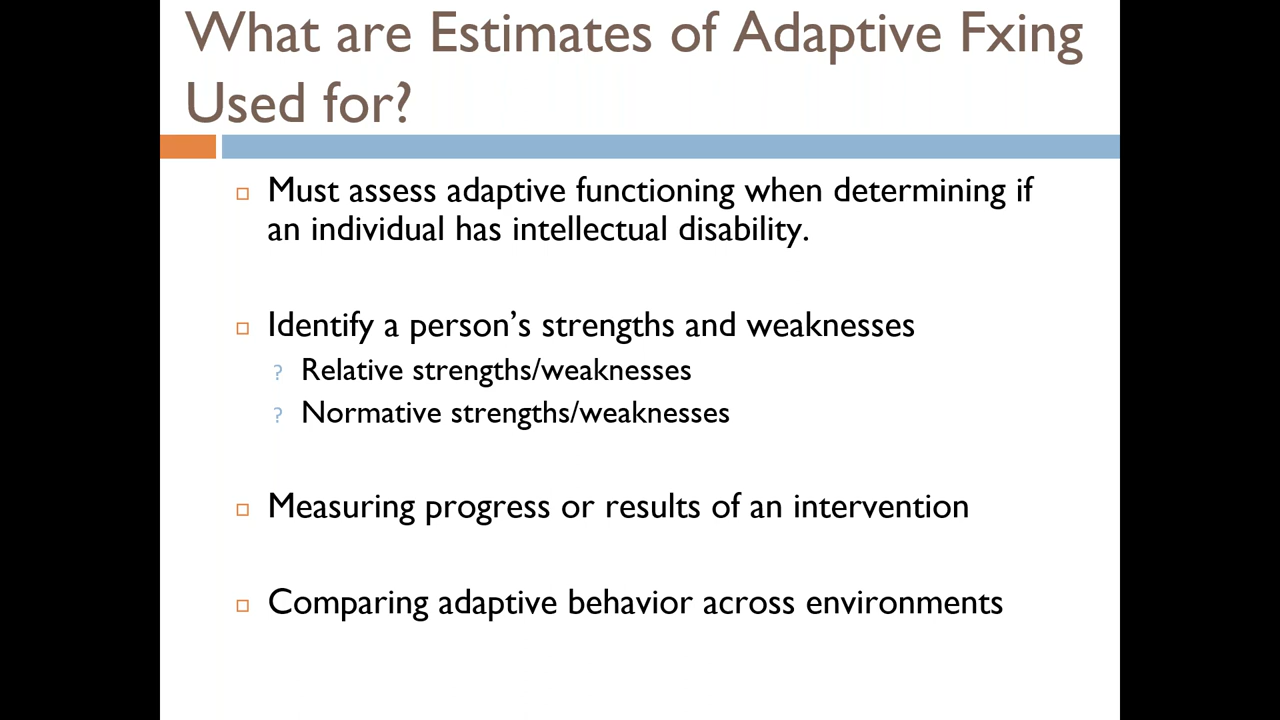 What are Estimates of Adaptive Fxing
Used for?
Must assess adaptive functioning when determining if
an individual has intellectual disability.
Identify a person’s strengths and weaknesses
? Relative strengths/weaknesses
? Normative strengths/weaknesses
Measuring progress or results of an intervention
Comparing adaptive behavior across environments